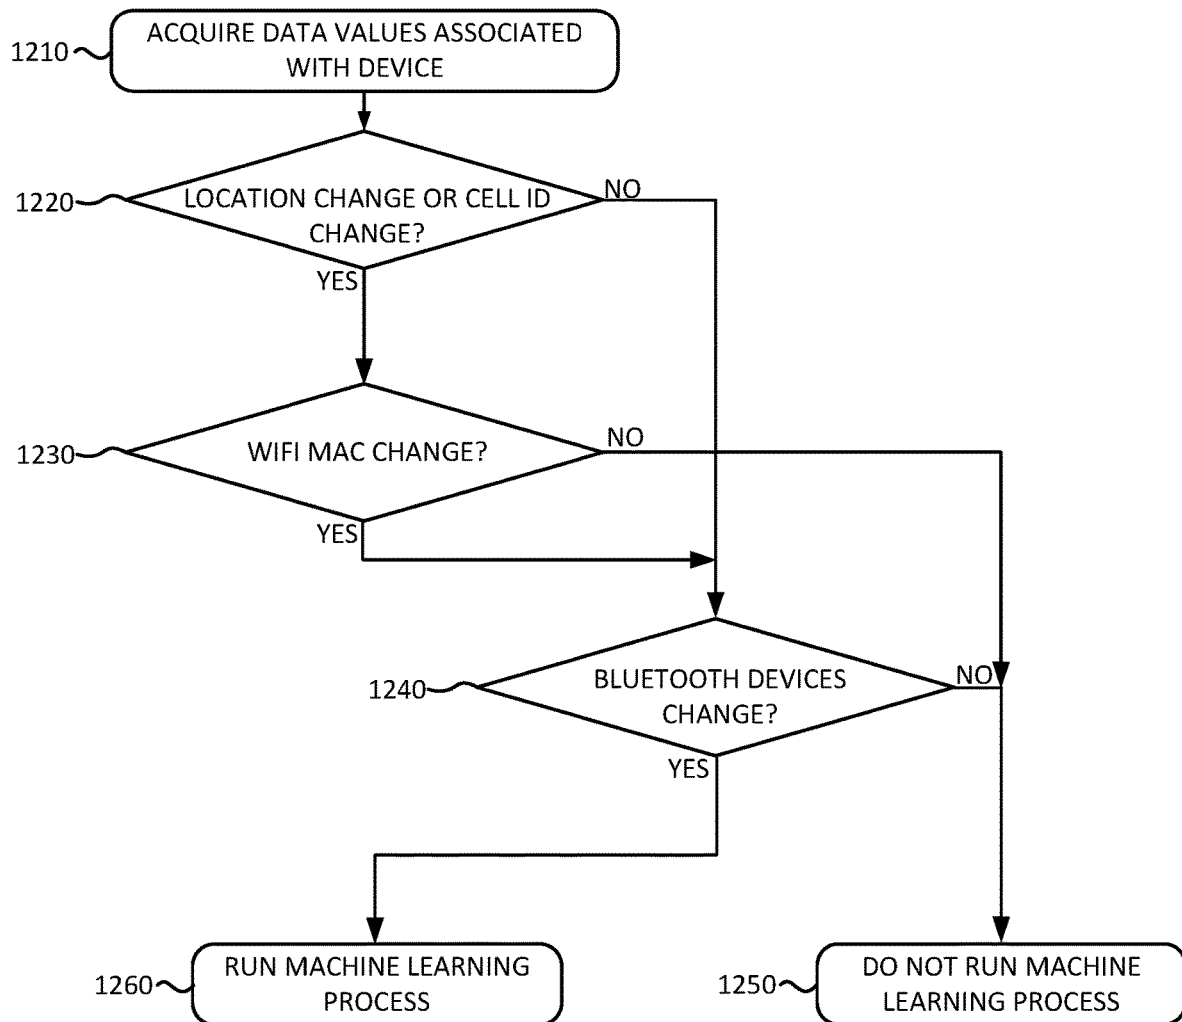 1210
ACQUIRE DATA VALUES ASSOCIATED
WITH DEVICE
1220
LOCATION CHANGE OR CELL ID
CHANGE?
NO
YES
1230
WIFI MAC CHANGE?
NO
YES
1240
BLUETOOTH DEVICES
CHANGE?
NO
YES
1260
RUN MACHINE LEARNING
PROCESS
1250
DO NOT RUN MACHINE
LEARNING PROCESS